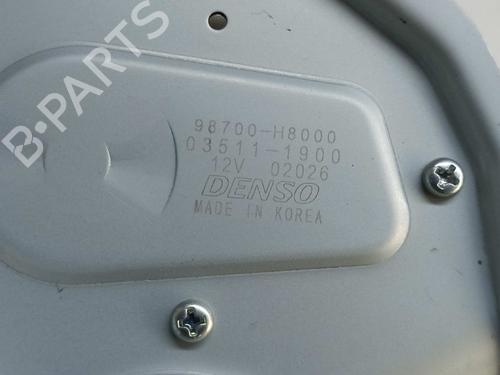 B-PARTS
98700-H8000
03511-1900
12V 02026
DENSO
MADE IN KOREA